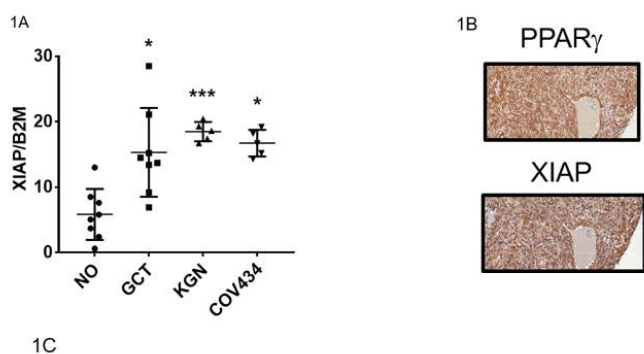 1A
XIAP/B2M
30
20
10
0
*
***
*
NO
GCT
KGN
COV434
1B
PPARγ
XIAP
1C